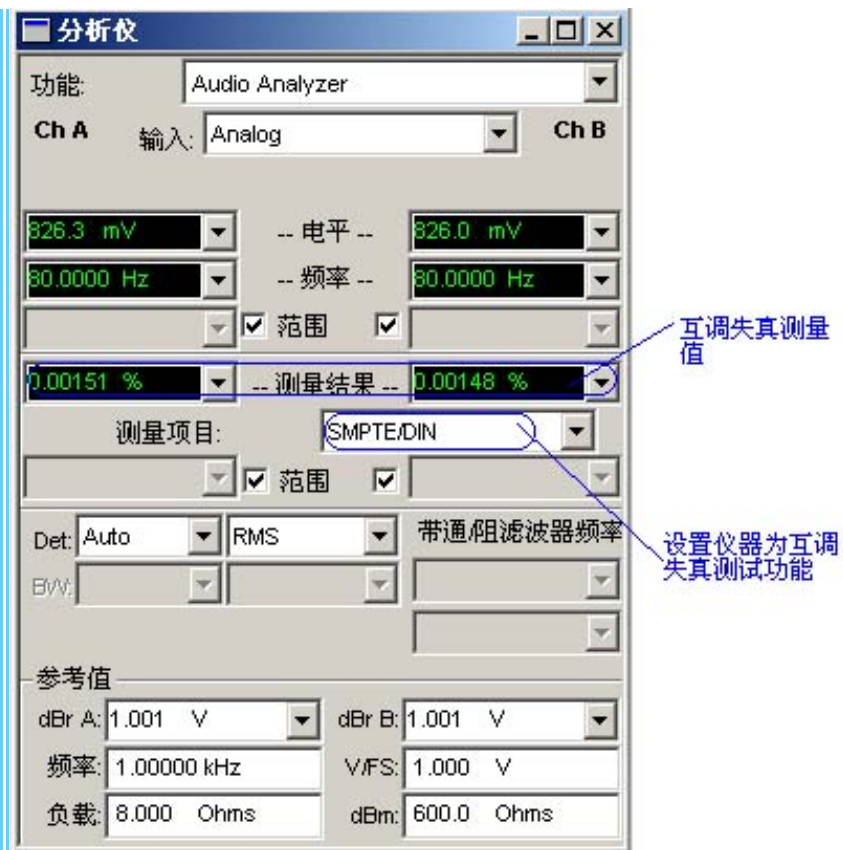 分析仪
功能: Audio Analyzer
Ch A 输入: Analog Ch B
826.3 mV -- 电平 -- 826.0 mV
80.0000 Hz -- 频率 -- 80.0000 Hz
范围
互调失真测量
值
0.00151 % -- 测量结果 -- 0.00148 %
测量项目: SMPTE/DIN
范围
Det: Auto RMS 带通/阻滤波器频率
设置仪器为互调
失真测试功能
BW:
参考值
dBr A: 1.001 V dBr B: 1.001 V
频率: 1.00000 kHz V/FS: 1.000 V
负载: 8.000 Ohms dBm: 600.0 Ohms